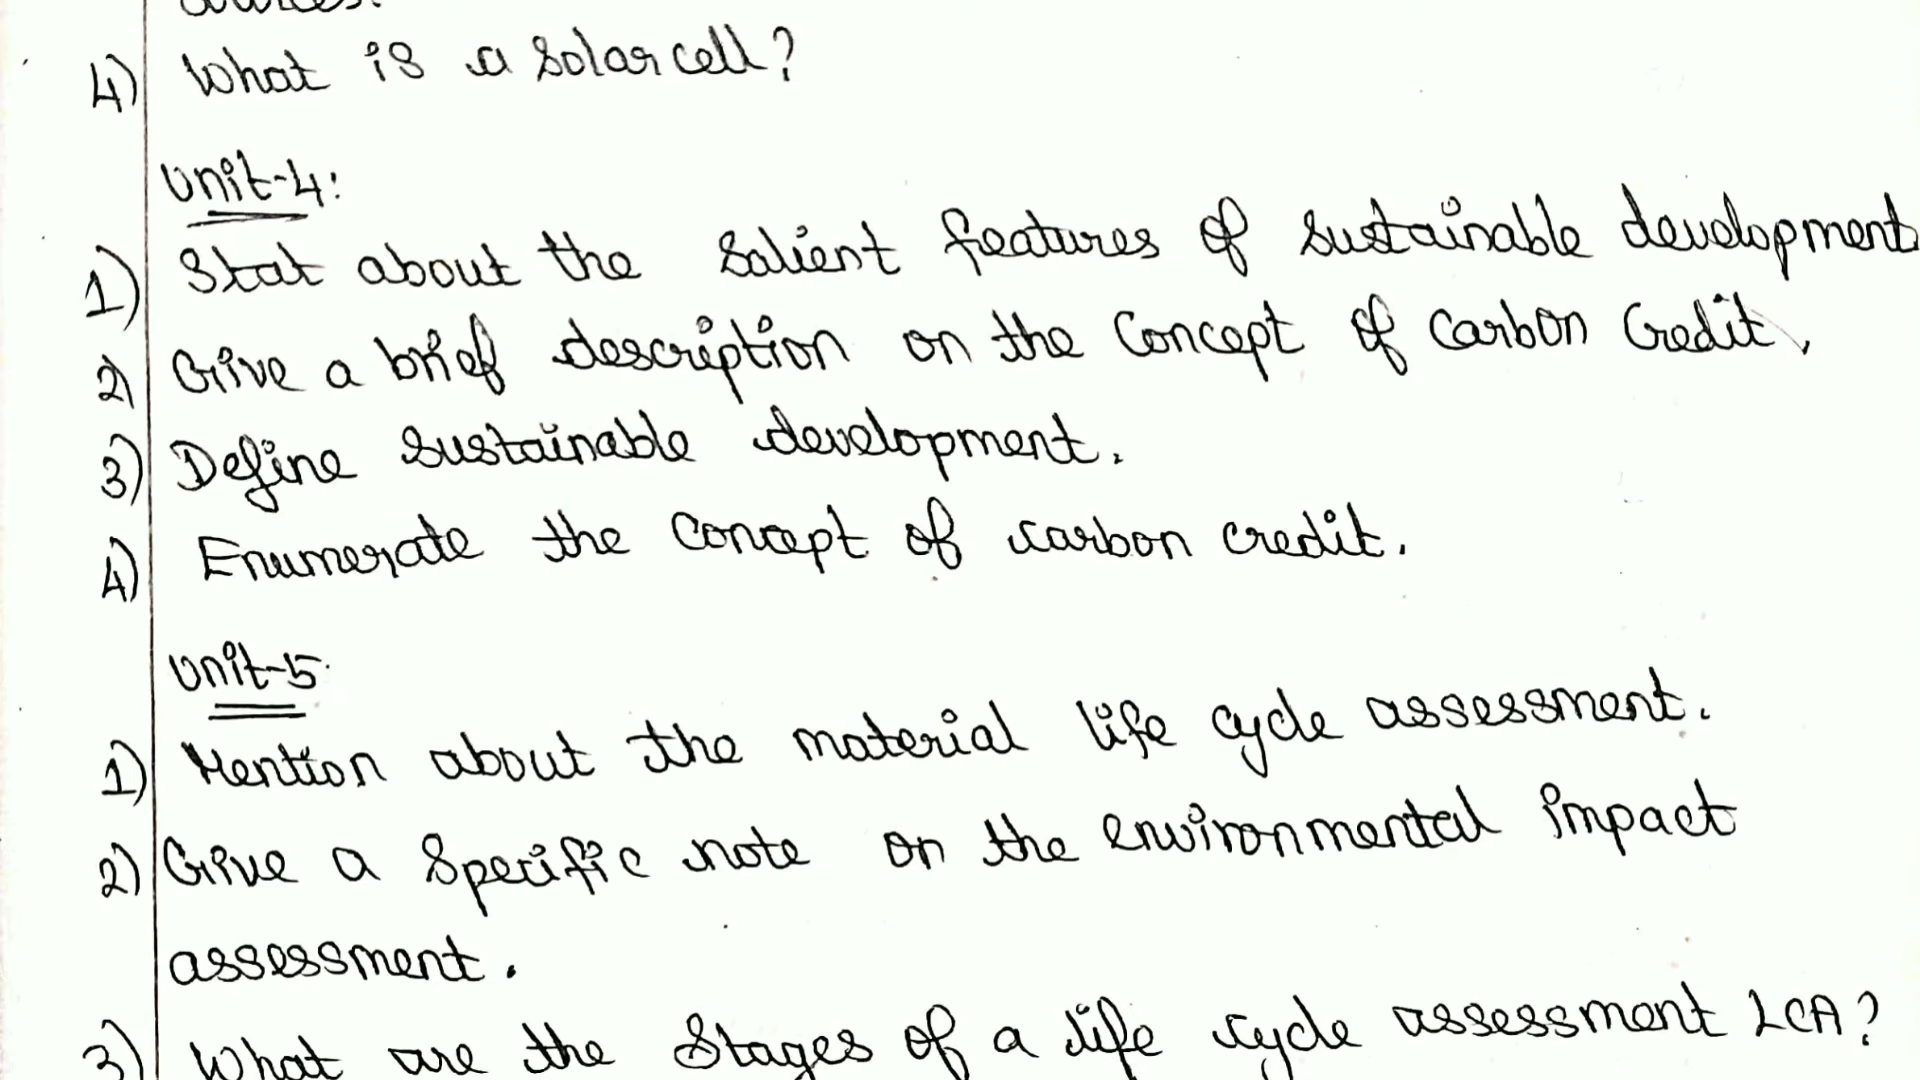 4) What is a Solar cell?
Unit-4:
1) Stat about the Salient features of Sustainable development
2) Give a brief description on the Concept of Carbon Credit.
3) Define Sustainable development.
4) Enumerate the Concept of carbon credit.
Unit-5
1) Mention about the material life cycle assessment.
2) Give a Specific note on the environmental impact
assessment.
3) What are the Stages of a life cycle assessment LCA?